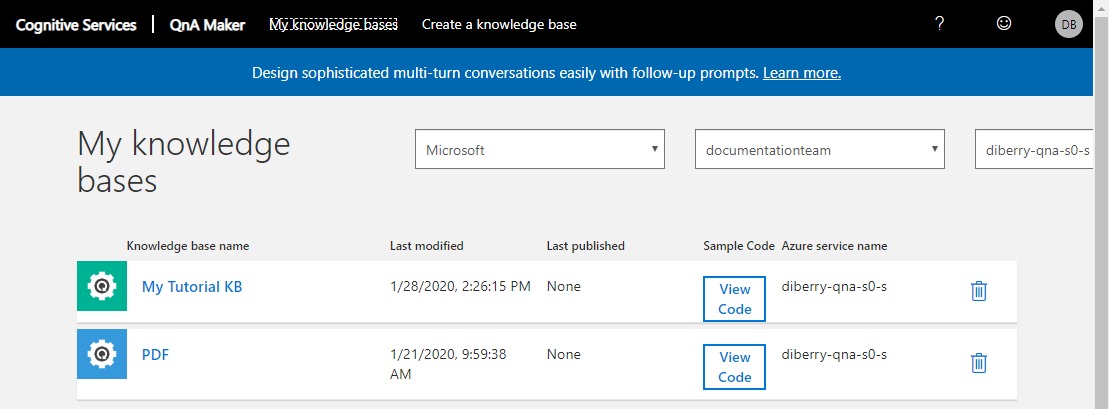 Cognitive Services | QnA Maker My knowledge bases Create a knowledge base ? DB
Design sophisticated multi-turn conversations easily with follow-up prompts. Learn more.
My knowledge
bases
Microsoft documentationteam diberry-qna-s0-s
Knowledge base name Last modified Last published Sample Code Azure service name
My Tutorial KB 1/28/2020, 2:26:15 PM None View diberry-qna-s0-s
Code
PDF 1/21/2020, 9:59:38 None View diberry-qna-s0-s
AM Code